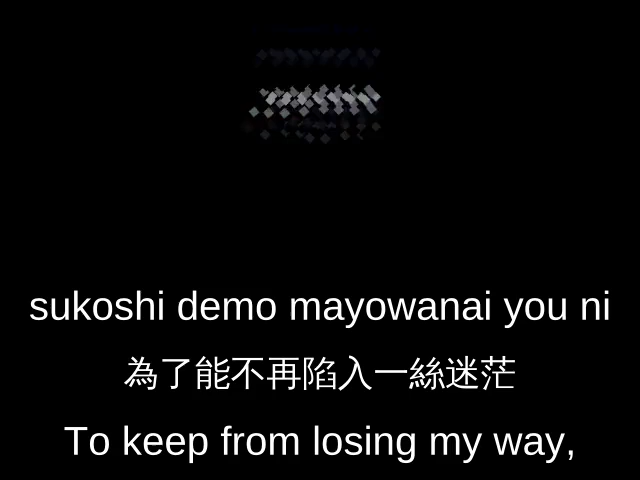 sukoshi demo mayowanai you ni
為了能不再陷入一絲迷茫
To keep from losing my way,